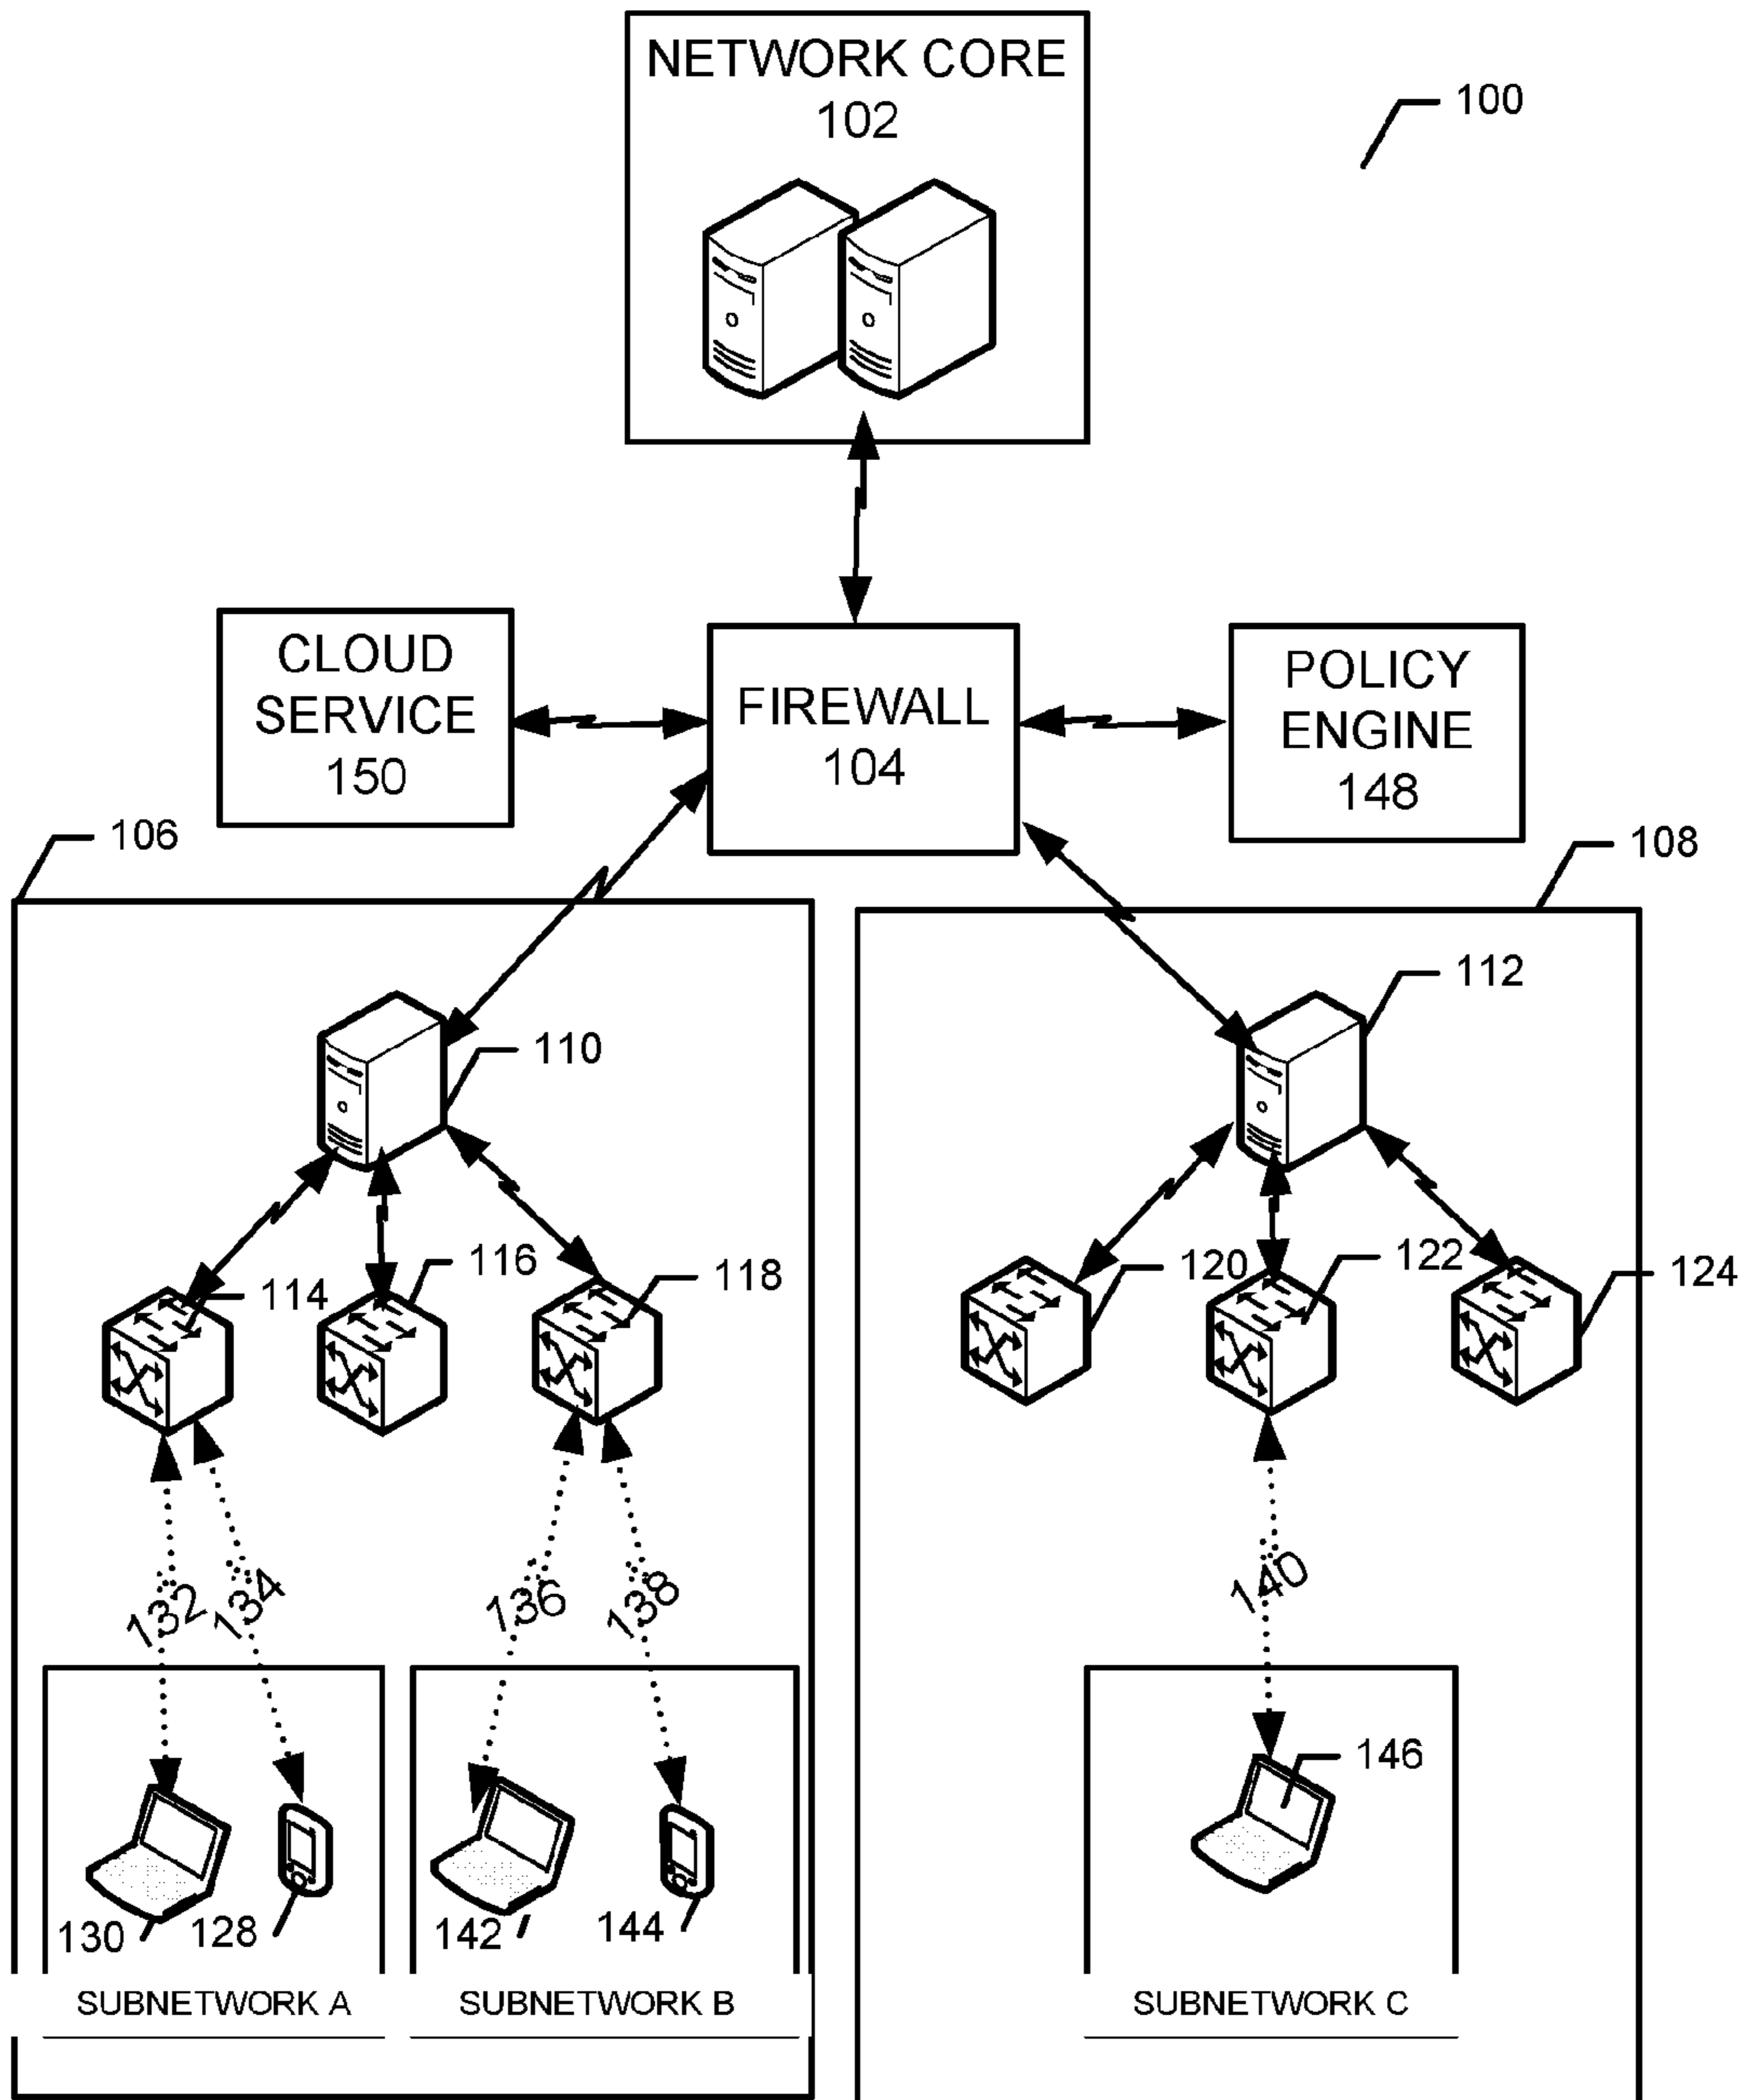 NETWORK CORE
102
100
CLOUD
SERVICE
150
FIREWALL
104
POLICY
ENGINE
148
106
108
110
112
114
116
118
120
122
124
132
134
136
138
140
146
130
128
142
144
SUBNETWORK A
SUBNETWORK B
SUBNETWORK C